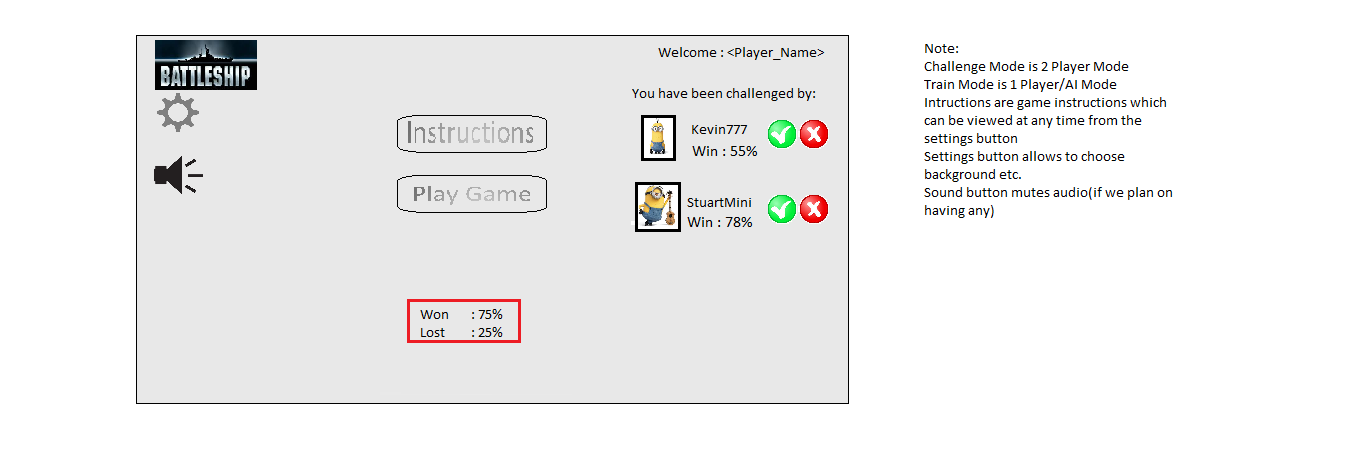 BATTLESHIP
Welcome : <Player_Name>
You have been challenged by:
Instructions
Kevin777
Win : 55%
Play Game
StuartMini
Win : 78%
Won : 75%
Lost : 25%
Note:
Challenge Mode is 2 Player Mode
Train Mode is 1 Player/AI Mode
Intructions are game instructions which
can be viewed at any time from the
settings button
Settings button allows to choose
background etc.
Sound button mutes audio(if we plan on
having any)